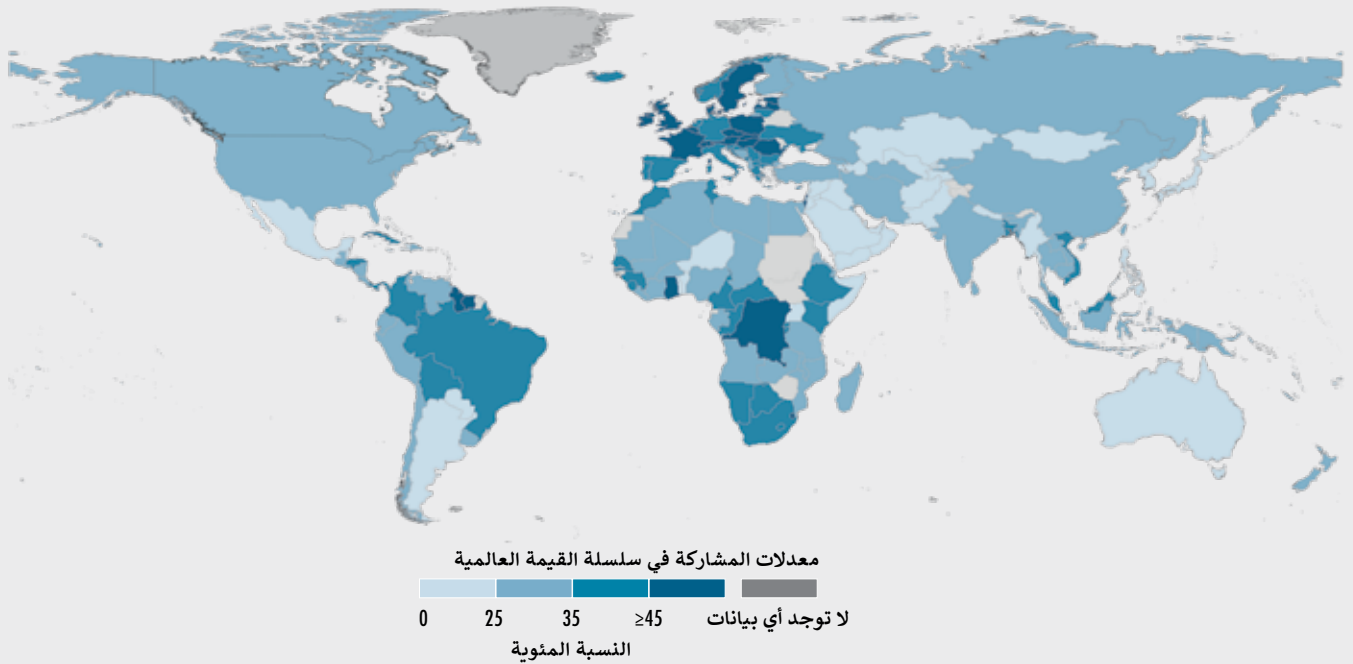 معدلات المشاركة في سلسلة القيمة العالمية
0 25 35 ≥45 لا توجد أي بيانات
النسبة المئوية